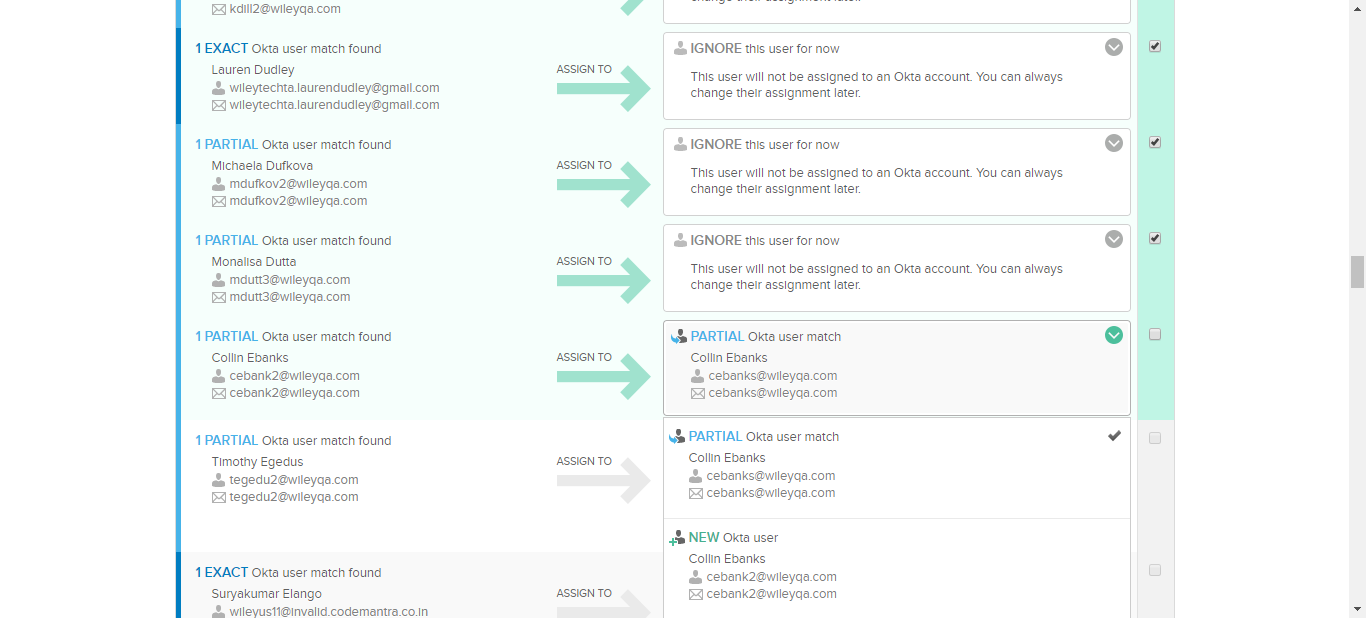 kdill2@wileyqa.com
change their assignment later.
1 EXACT Okta user match found
Lauren Dudley
wileytechta.laurendudley@gmail.com
wileytechta.laurendudley@gmail.com
ASSIGN TO
IGNORE this user for now
This user will not be assigned to an Okta account. You can always
change their assignment later.
1 PARTIAL Okta user match found
Michaela Dufkova
mdufkov2@wileyqa.com
mdufkov2@wileyqa.com
ASSIGN TO
IGNORE this user for now
This user will not be assigned to an Okta account. You can always
change their assignment later.
1 PARTIAL Okta user match found
Monalisa Dutta
mdutt3@wileyqa.com
mdutt3@wileyqa.com
ASSIGN TO
IGNORE this user for now
This user will not be assigned to an Okta account. You can always
change their assignment later.
1 PARTIAL Okta user match found
Collin Ebanks
cebank2@wileyqa.com
cebank2@wileyqa.com
ASSIGN TO
PARTIAL Okta user match
Collin Ebanks
cebanks@wileyqa.com
cebanks@wileyqa.com
1 PARTIAL Okta user match found
Timothy Egedus
tegedu2@wileyqa.com
tegedu2@wileyqa.com
ASSIGN TO
PARTIAL Okta user match
Collin Ebanks
cebanks@wileyqa.com
cebanks@wileyqa.com
NEW Okta user
Collin Ebanks
cebank2@wileyqa.com
cebank2@wileyqa.com
1 EXACT Okta user match found
Suryakumar Elango
wileyus11@invalid.codemantra.co.in
ASSIGN TO